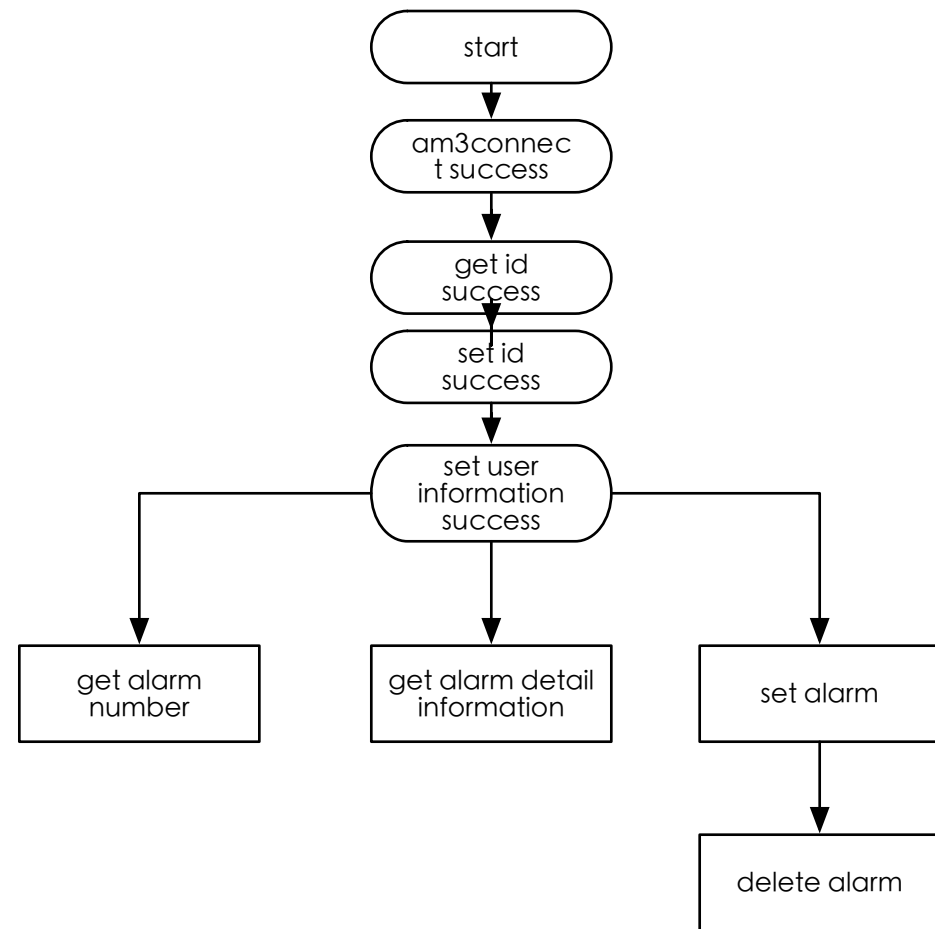 start
am3connec
t success
get id
success
set id
success
set user
information
success
get alarm
number
get alarm detail
information
set alarm
delete alarm